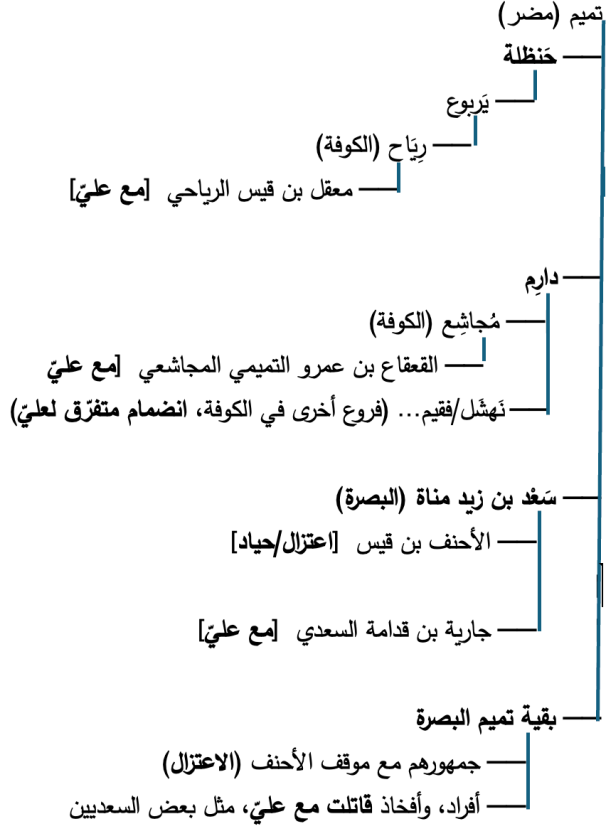 تميم (مضر)
حَنظلة
يَربوع
رِيَاح (الكوفة)
معقل بن قيس الرياحي [مع عليّ]
دارِم
مُجاشِع (الكوفة)
القعقاع بن عمرو التميمي المجاشعي [مع عليّ
نَهشَل/فقيم... (فروع أخرى في الكوفة، انضمام متفرّق لعليّ)
سَعْد بن زيد مناة (البصرة)
الأحنف بن قيس [اعتزال/حياد]
جارية بن قدامة السعدي [مع عليّ]
بقية تميم البصرة
جمهورهم مع موقف الأحنف (الاعتزال)
أفراد، وأفخاذ قاتلت مع عليّ، مثل بعض السعديين